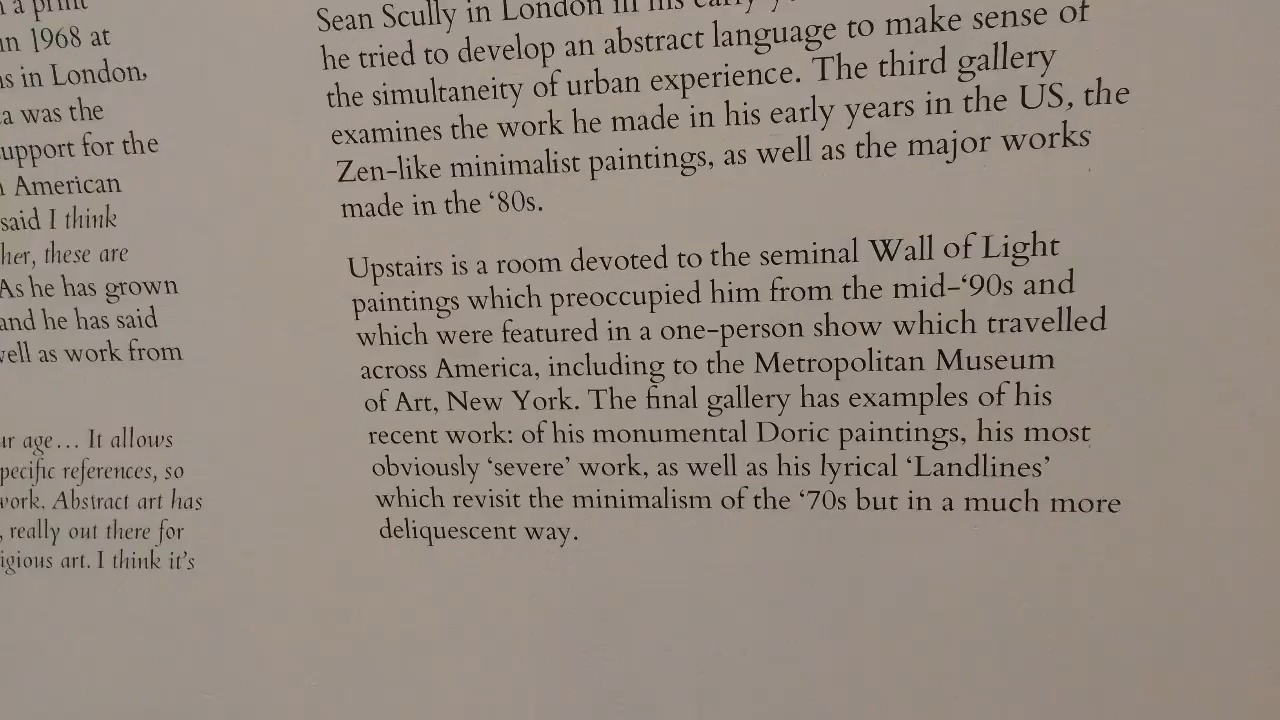 a print
in 1968 at
in London,
was the
support for the
American
said I think
her, these are
As he has grown
and he has said
well as work from
age… It allows
specific references, so
work. Abstract art has
, really out there for
art. I think it’s
Sean Scully in London in his early
he tried to develop an abstract language to make sense of
the simultaneity of urban experience. The third gallery
examines the work he made in his early years in the US, the
Zen-like minimalist paintings, as well as the major works
made in the ‘80s.
Upstairs is a room devoted to the seminal Wall of Light
paintings which preoccupied him from the mid-‘90s and
which were featured in a one-person show which travelled
across America, including to the Metropolitan Museum
of Art, New York. The final gallery has examples of his
recent work: of his monumental Doric paintings, his most
obviously ‘severe’ work, as well as his lyrical ‘Landlines’
which revisit the minimalism of the ‘70s but in a much more
deliquescent way.